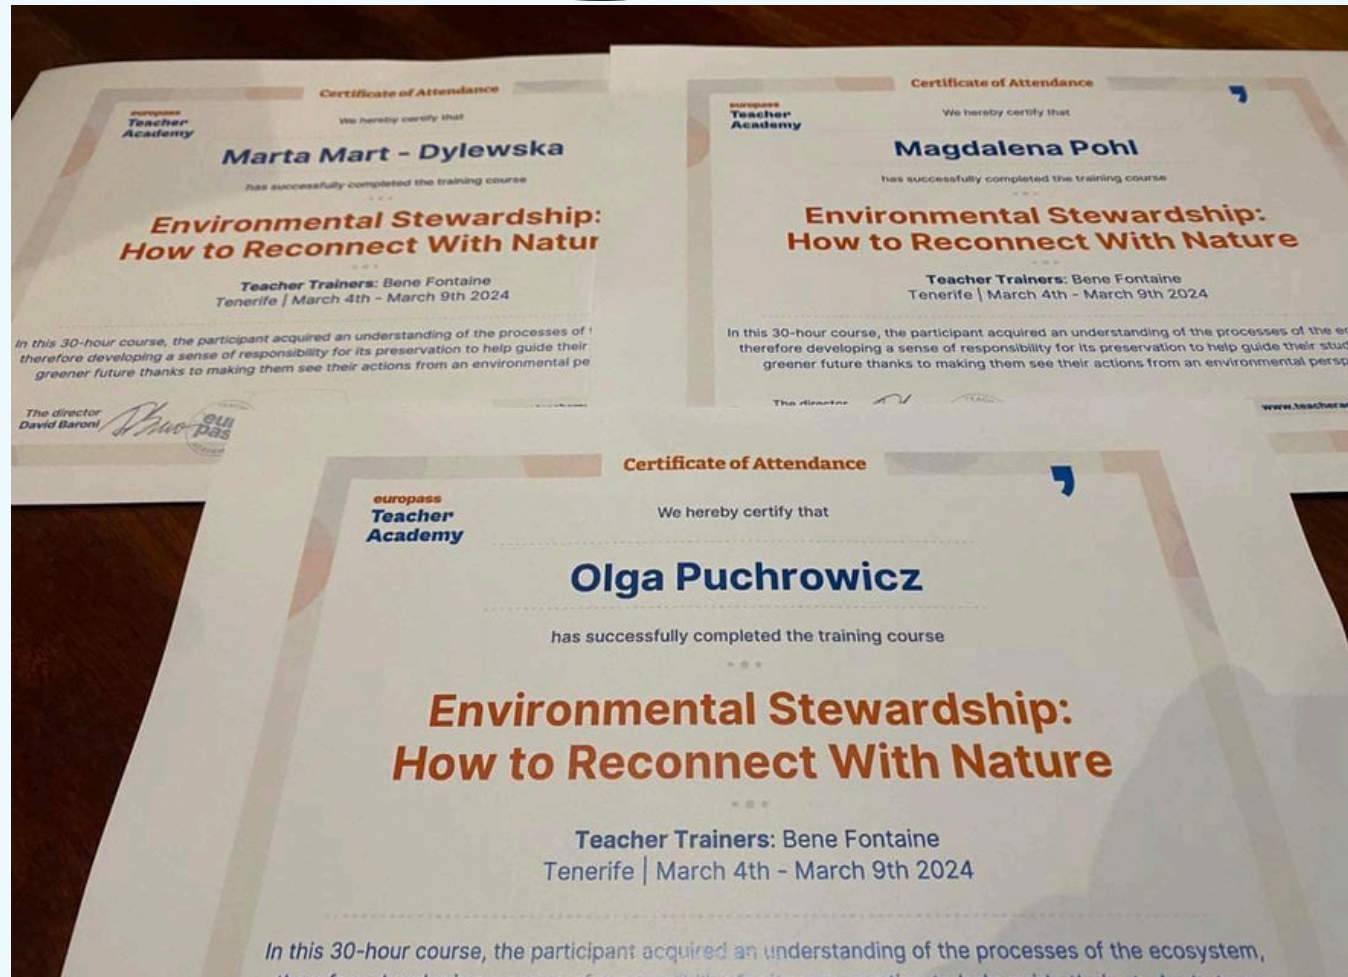 Certificate of Attendance
europass
Teacher
Academy
We hereby certify that
Marta Mart - Dylewska
has successfully completed the training course
Environmental Stewardship:
How to Reconnect With Natur
Teacher Trainers: Bene Fontaine
Tenerife | March 4th - March 9th 2024
In this 30-hour course, the participant acquired an understanding of the processes of
therefore developing a sense of responsibility for its preservation to help guide their
greener future thanks to making them see their actions from an environmental pe
The director
David Baroni
eur
pas
Certificate of Attendance
europass
Teacher
Academy
We hereby certify that
Magdalena Pohl
has successfully completed the training course
Environmental Stewardship:
How to Reconnect With Nature
Teacher Trainers: Bene Fontaine
Tenerife | March 4th - March 9th 2024
In this 30-hour course, the participant acquired an understanding of the processes of the e
therefore developing a sense of responsibility for its preservation to help guide their stud
greener future thanks to making them see their actions from an environmental persp
The director
www.teachera
Certificate of Attendance
europass
Teacher
Academy
We hereby certify that
Olga Puchrowicz
has successfully completed the training course
Environmental Stewardship:
How to Reconnect With Nature
Teacher Trainers: Bene Fontaine
Tenerife | March 4th - March 9th 2024
In this 30-hour course, the participant acquired an understanding of the processes of the ecosystem,